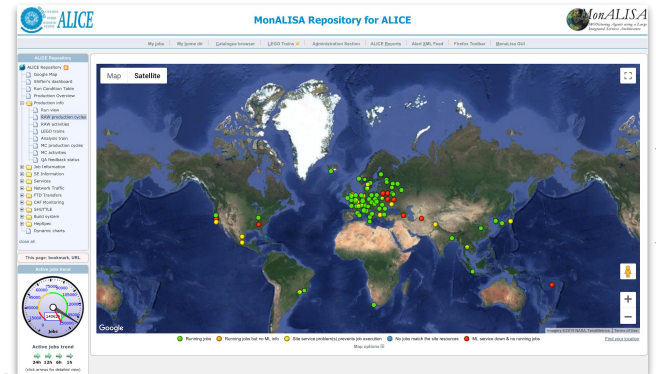 ALICE
MonALISA Repository for ALICE
MonALISA
My jobs | My home dir | Catalogue browser | LEGO Trains | Administration Section | ALICE Reports | Alert XML Feed | Firefox Toolbar | MonaLisa GUI
ALICE Repository
ALICE Repository
Google Map
Shifter's dashboard
Run Condition Table
Production Overview
Production info
Run view
RAW production cycles
RAW activities
LEGO trains
Analysis train
MC production cycles
MC activities
QA feedback status
Job Information
SE Information
Services
Network Traffic
FTD Transfers
CAF Monitoring
SHUTTLE
Build system
HepSpec
Dynamic charts
close all
This page: bookmark, URL
Active jobs trend
Jobs
Active jobs trend
24h 12h 6h 1h
(click arrows for detailed view)
Map Satellite
Google
Terms of Use
Running jobs
Running jobs but no ML info
Site service problem(s) prevents job execution
No jobs match the site resources
ML service down & no running jobs
Find your location
Map options